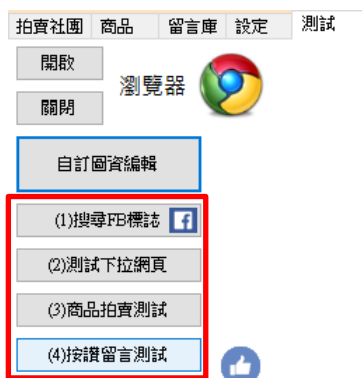 拍賣社團 商品 留言庫 設定 測試
開啟
瀏覽器
關閉
自訂圖資編輯
(1)搜尋FB標誌
(2)測試下拉網頁
(3)商品拍賣測試
(4)按讚留言測試